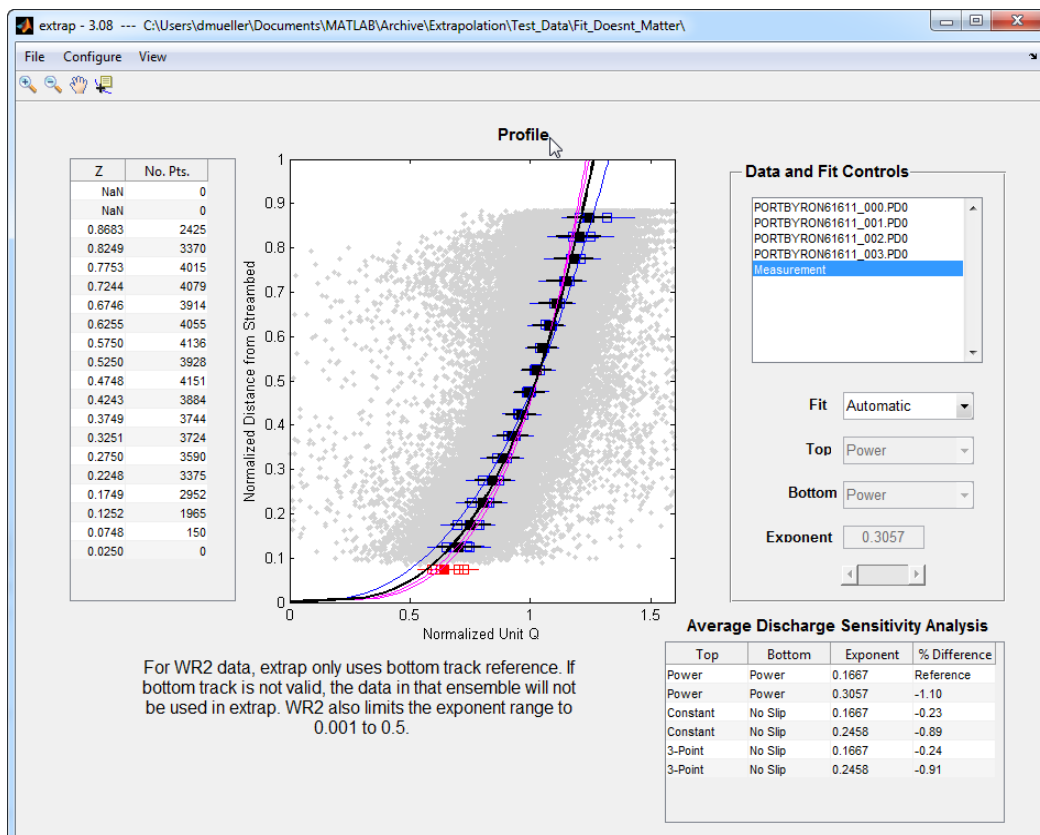 extrap - 3.08 --- C:\Users\dmueller\Documents\MATLAB\Archive\Extrapolation\Test_Data\Fit_Doesnt_Matter\
File Configure View
Profile
Z No. Pts.
NaN 0
NaN 0
0.8683 2425
0.8249 3370
0.7753 4015
0.7244 4079
0.6746 3914
0.6255 4055
0.5750 4136
0.5250 3928
0.4748 4151
0.4243 3884
0.3749 3744
0.3251 3724
0.2750 3590
0.2248 3375
0.1749 2952
0.1252 1965
0.0748 150
0.0250 0
Normalized Distance from Streambed
1
0.9
0.8
0.7
0.6
0.5
0.4
0.3
0.2
0.1
0
0 0.5 1 1.5
Normalized Unit Q
For WR2 data, extrap only uses bottom track reference. If
bottom track is not valid, the data in that ensemble will not
be used in extrap. WR2 also limits the exponent range to
0.001 to 0.5.
Data and Fit Controls
PORTBYRON61611_000.PD0
PORTBYRON61611_001.PD0
PORTBYRON61611_002.PD0
PORTBYRON61611_003.PD0
Measurement
Fit Automatic
Top Power
Bottom Power
Exponent 0.3057
Average Discharge Sensitivity Analysis
Top Bottom Exponent % Difference
Power Power 0.1667 Reference
Power Power 0.3057 -1.10
Constant No Slip 0.1667 -0.23
Constant No Slip 0.2458 -0.89
3-Point No Slip 0.1667 -0.24
3-Point No Slip 0.2458 -0.91